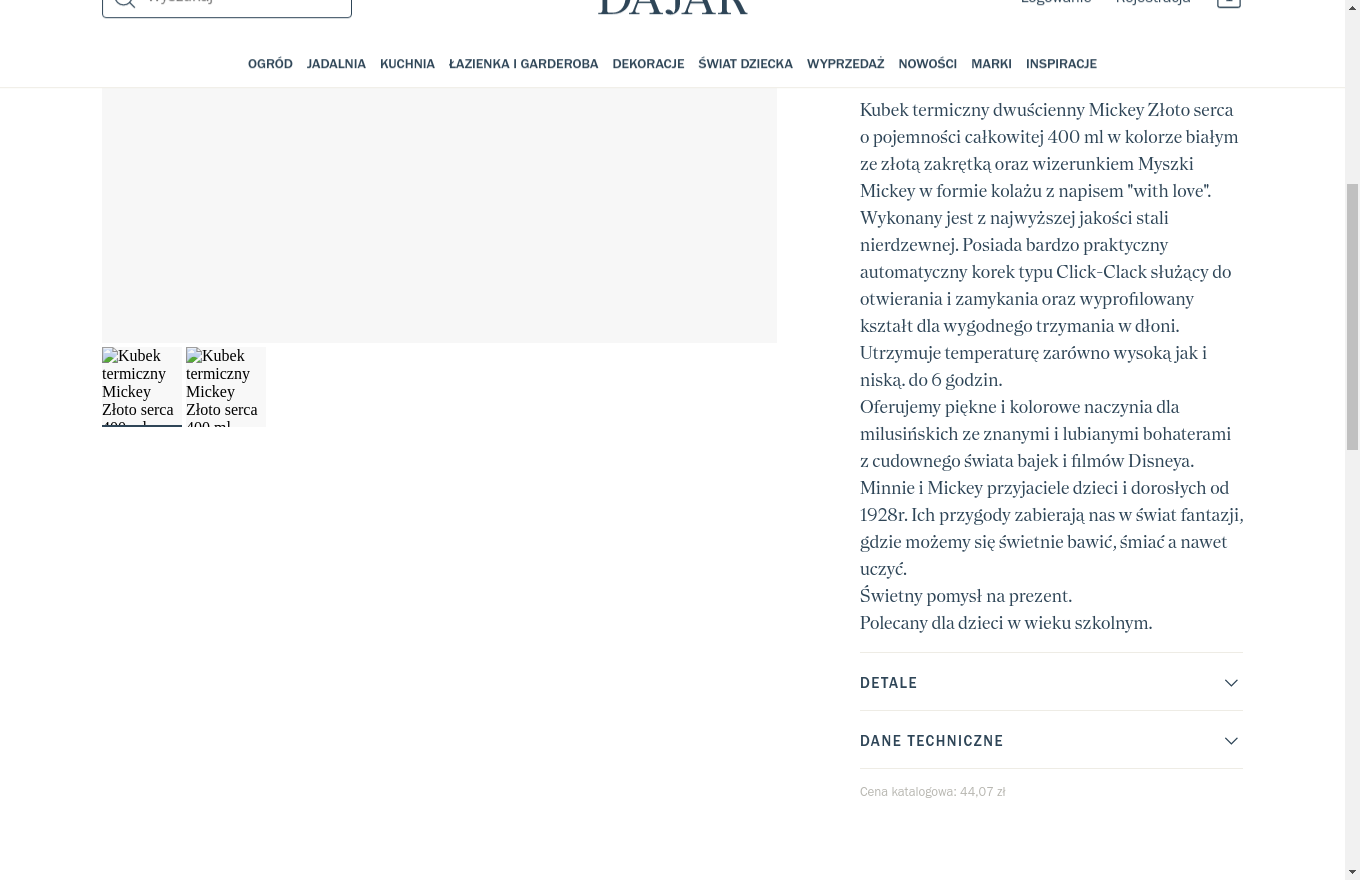 Wyszukaj
DAJAR
Logowanie Rejestracja
OGRÓD JADALNIA KUCHNIA ŁAZIENKA I GARDEROBA DEKORACJE ŚWIAT DZIECKA WYPRZEDAŻ NOWOŚCI MARKI INSPIRACJE
Kubek termiczny dwuścienny Mickey Złoto serca
o pojemności całkowitej 400 ml w kolorze białym
ze złotą zakrętką oraz wizerunkiem Myszki
Mickey w formie kolażu z napisem "with love".
Wykonany jest z najwyższej jakości stali
nierdzewnej. Posiada bardzo praktyczny
automatyczny korek typu Click-Clack służący do
otwierania i zamykania oraz wyprofilowany
kształt dla wygodnego trzymania w dłoni.
Utrzymuje temperaturę zarówno wysoką jak i
niską. do 6 godzin.
Oferujemy piękne i kolorowe naczynia dla
milusińskich ze znanymi i lubianymi bohaterami
z cudownego świata bajek i filmów Disneya.
Minnie i Mickey przyjaciele dzieci i dorosłych od
1928r. Ich przygody zabierają nas w świat fantazji,
gdzie możemy się świetnie bawić, śmiać a nawet
uczyć.
Świetny pomysł na prezent.
Polecany dla dzieci w wieku szkolnym.
Kubek
termiczny
Mickey
Złoto serca
400 ml
Kubek
termiczny
Mickey
Złoto serca
400 ml
DETALE
DANE TECHNICZNE
Cena katalogowa: 44,07 zł